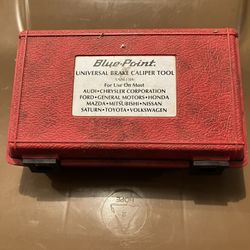 Blue-Point
UNIVERSAL BRAKE CALIPER TOOL
For Use On Most
AUDI•CHRYSLER CORPORATION
FORD•GENERAL MOTORS•HONDA
MAZDA•MITSUBISHI•NISSAN
SATURN•TOYOTA•VOLKSWAGEN